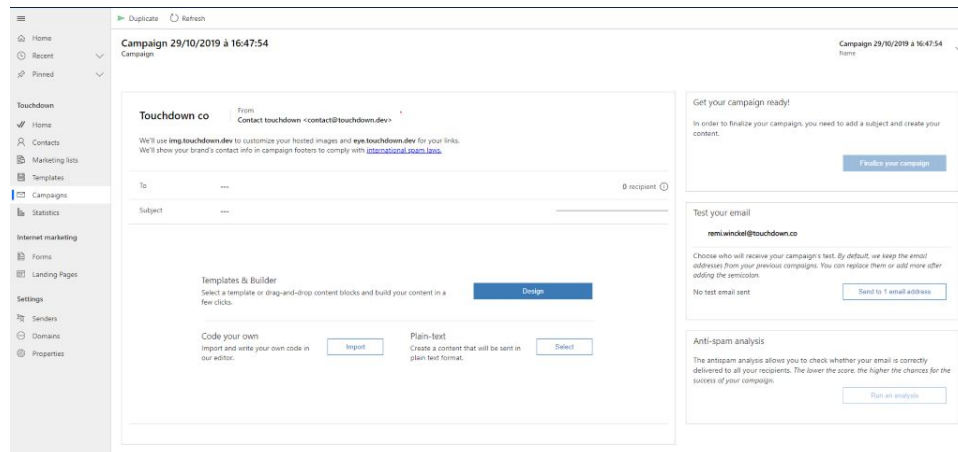 Duplicate Refresh
Home
Recent
Pinned
Touchdown
Home
Contacts
Marketing lists
Templates
Campaigns
Statistics
Internet marketing
Forms
Landing Pages
Settings
Senders
Domains
Properties
Campaign 29/10/2019 à 16:47:54
Campaign
Campaign 29/10/2019 à 16:47:54
Name
Touchdown co
From
Contact touchdown <contact@touchdown.dev>
*
We'll use img.touchdown.dev to customize your hosted images and eye.touchdown.dev for your links.
We'll show your brand's contact info in campaign footers to comply with international spam laws.
To --- 0 recipient
Subject ---
Templates & Builder
Select a template or drag-and-drop content blocks and build your content in a
few clicks.
Design
Code your own
Import and write your own code in
our editor.
Import
Plain-text
Create a content that will be sent in
plain text format.
Select
Get your campaign ready!
In order to finalize your campaign, you need to add a subject and create your
content.
Finalize your campaign
Test your email
remi.winckel@touchdown.co
Choose who will receive your campaign's test. By default, we keep the email
addresses from your previous campaigns. You can replace them or add more after
adding the semicolon.
No test email sent
Send to 1 email address
Anti-spam analysis
The antispam analysis allows you to check whether your email is correctly
delivered to all your recipients. The lower the score, the higher the chances for the
success of your campaign.
Run an analysis